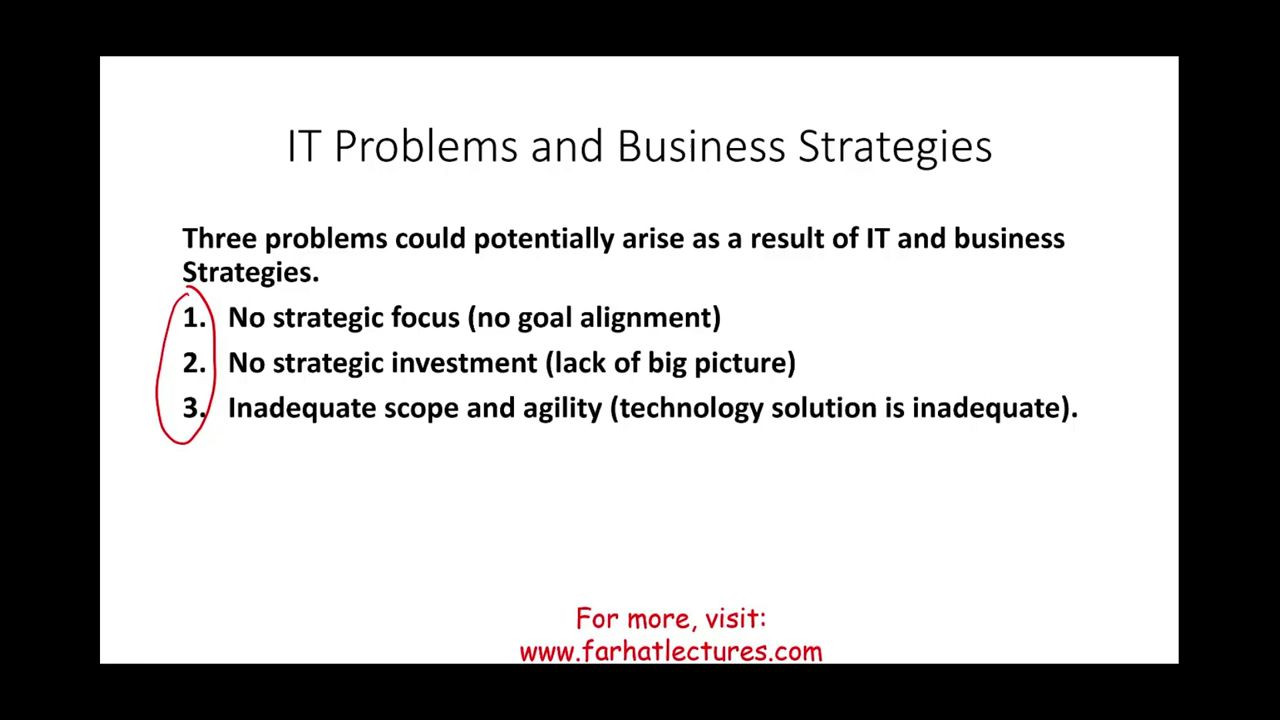 IT Problems and Business Strategies
Three problems could potentially arise as a result of IT and business
Strategies.
1. No strategic focus (no goal alignment)
2. No strategic investment (lack of big picture)
3. Inadequate scope and agility (technology solution is inadequate).
For more, visit:
www.farhatlectures.com